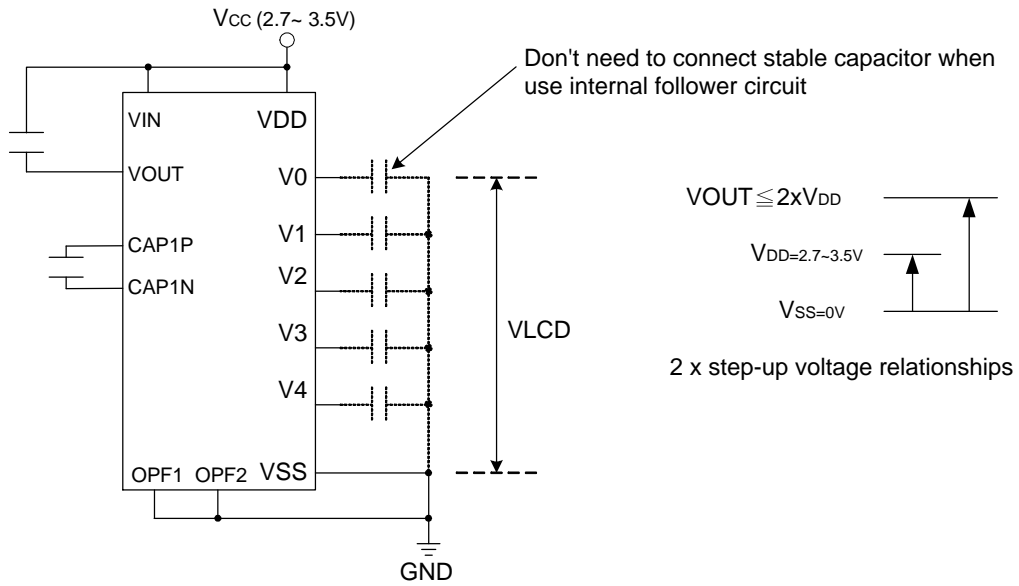 VCC (2.7~ 3.5V)
Don't need to connect stable capacitor when
use internal follower circuit
VIN
VDD
VOUT
V0
CAP1P
V1
CAP1N
V2
V3
V4
OPF1
OPF2
VSS
GND
VLCD
VOUT≦2xVDD
VDD=2.7~3.5V
VSS=0V
2 x step-up voltage relationships